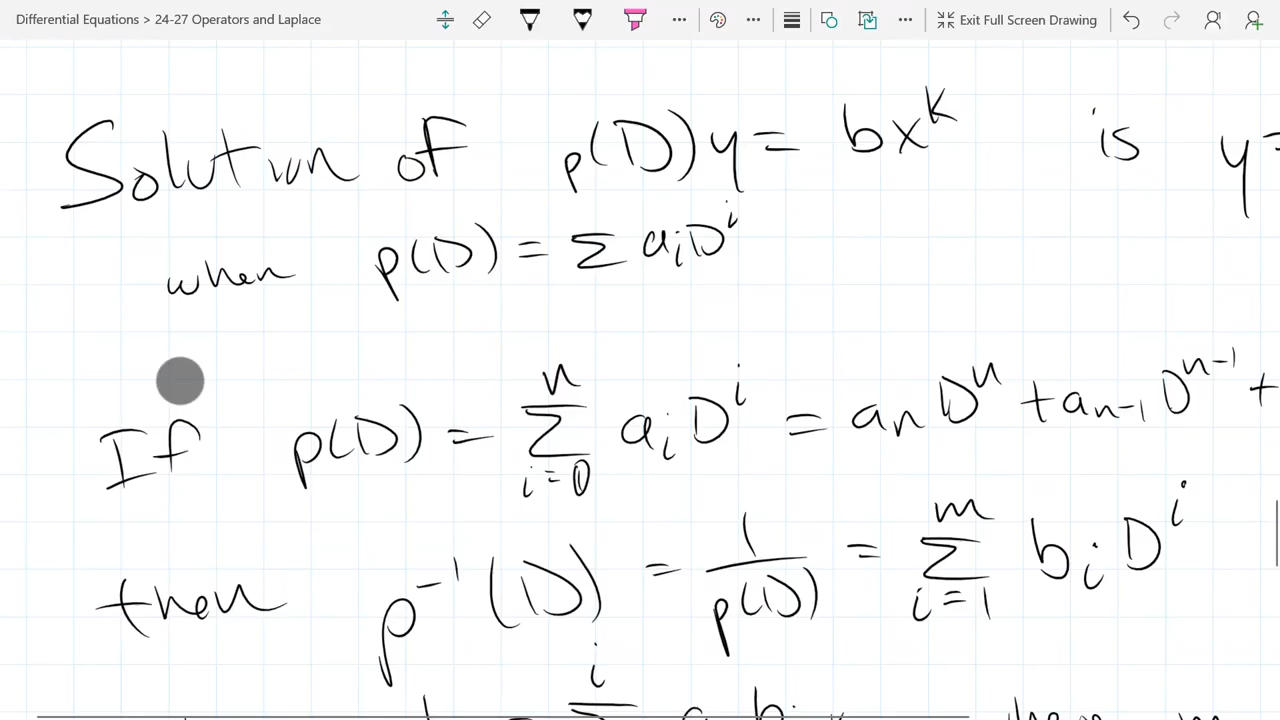 Differential Equations > 24-27 Operators and Laplace
Exit Full Screen Drawing
Solution of p(D)y = bx^k is y =
when p(D) = Σ a_i D^i
If p(D) = Σ_{i=0}^{n} a_i D^i = a_n D^n + a_{n-1} D^{n-1} +
then p^{-1}(D) = 1/p(D) = Σ_{i=1}^{m} b_i D^i